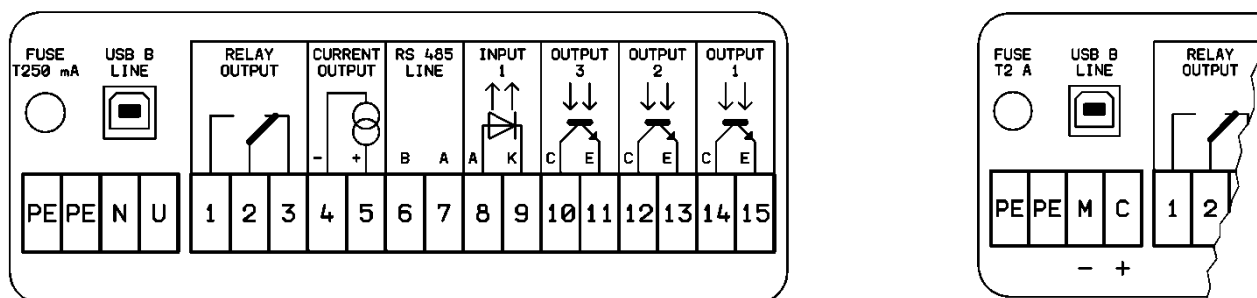 FUSE
T250 mA
USB B
LINE
RELAY
OUTPUT
CURRENT
OUTPUT
RS 485
LINE
INPUT
1
OUTPUT
3
OUTPUT
2
OUTPUT
1
- + B A A K C E C E C E
PE PE N U 1 2 3 4 5 6 7 8 9 10 11 12 13 14 15
FUSE
T2 A
USB B
LINE
RELAY
OUTPUT
PE PE M C 1 2
- +